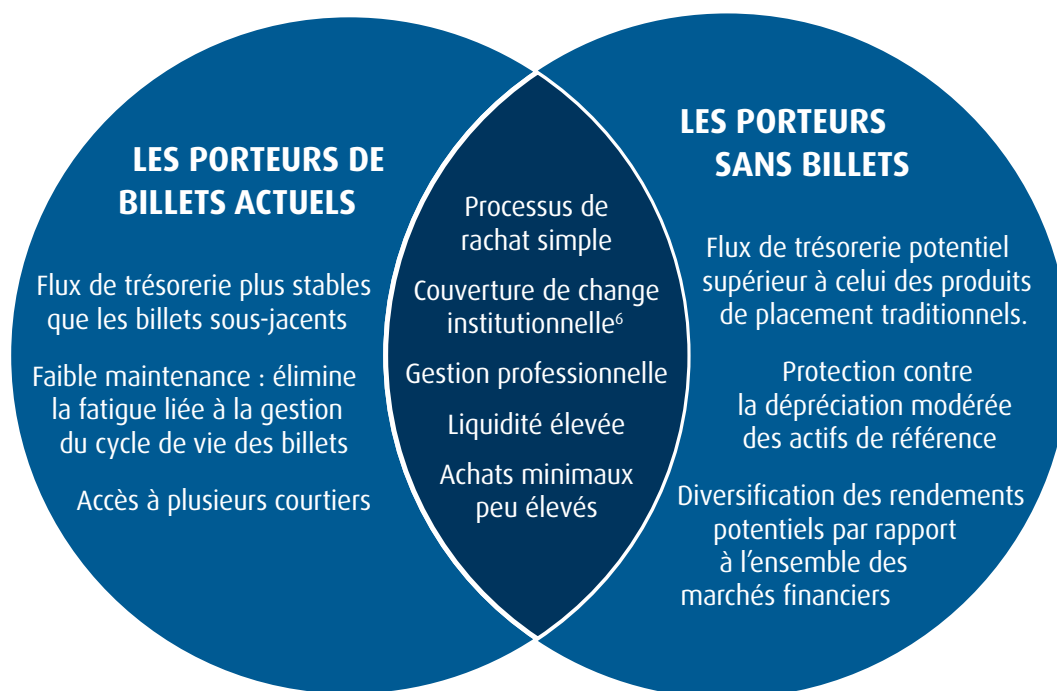 LES PORTEURS DE
BILLETS ACTUELS
Flux de trésorerie plus stables
que les billets sous-jacents
Faible maintenance : élimine
la fatigue liée à la gestion
du cycle de vie des billets
Accès à plusieurs courtiers
Processus de
rachat simple
Couverture de change
institutionnelle⁶
Gestion professionnelle
Liquidité élevée
Achats minimaux
peu élevés
LES PORTEURS
SANS BILLETS
Flux de trésorerie potentiel
supérieur à celui des produits
de placement traditionnels.
Protection contre
la dépréciation modérée
des actifs de référence
Diversification des rendements
potentiels par rapport
à l’ensemble des
marchés financiers